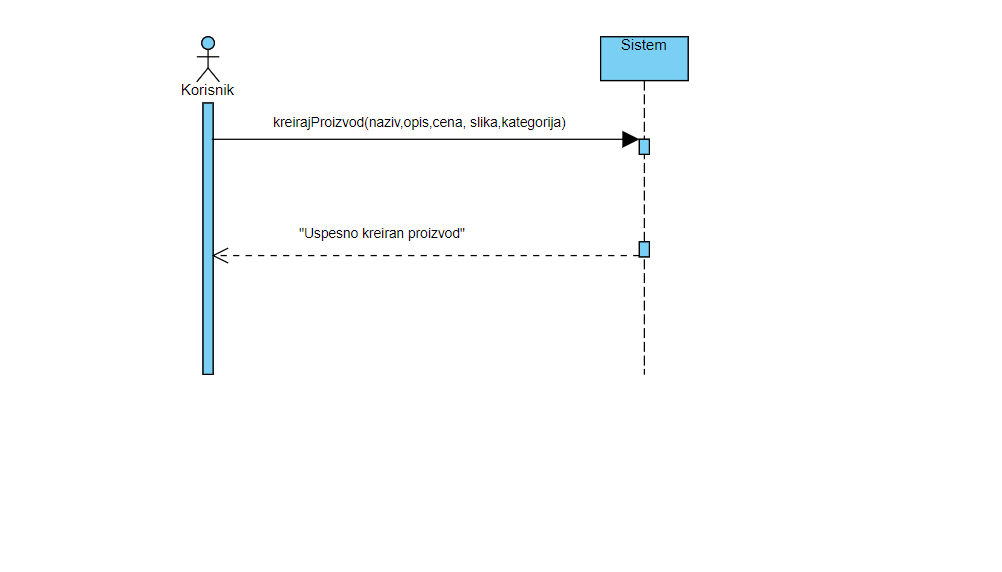 Korisnik
Sistem
kreirajProizvod(naziv,opis,cena, slika,kategorija)
"Uspesno kreiran proizvod"